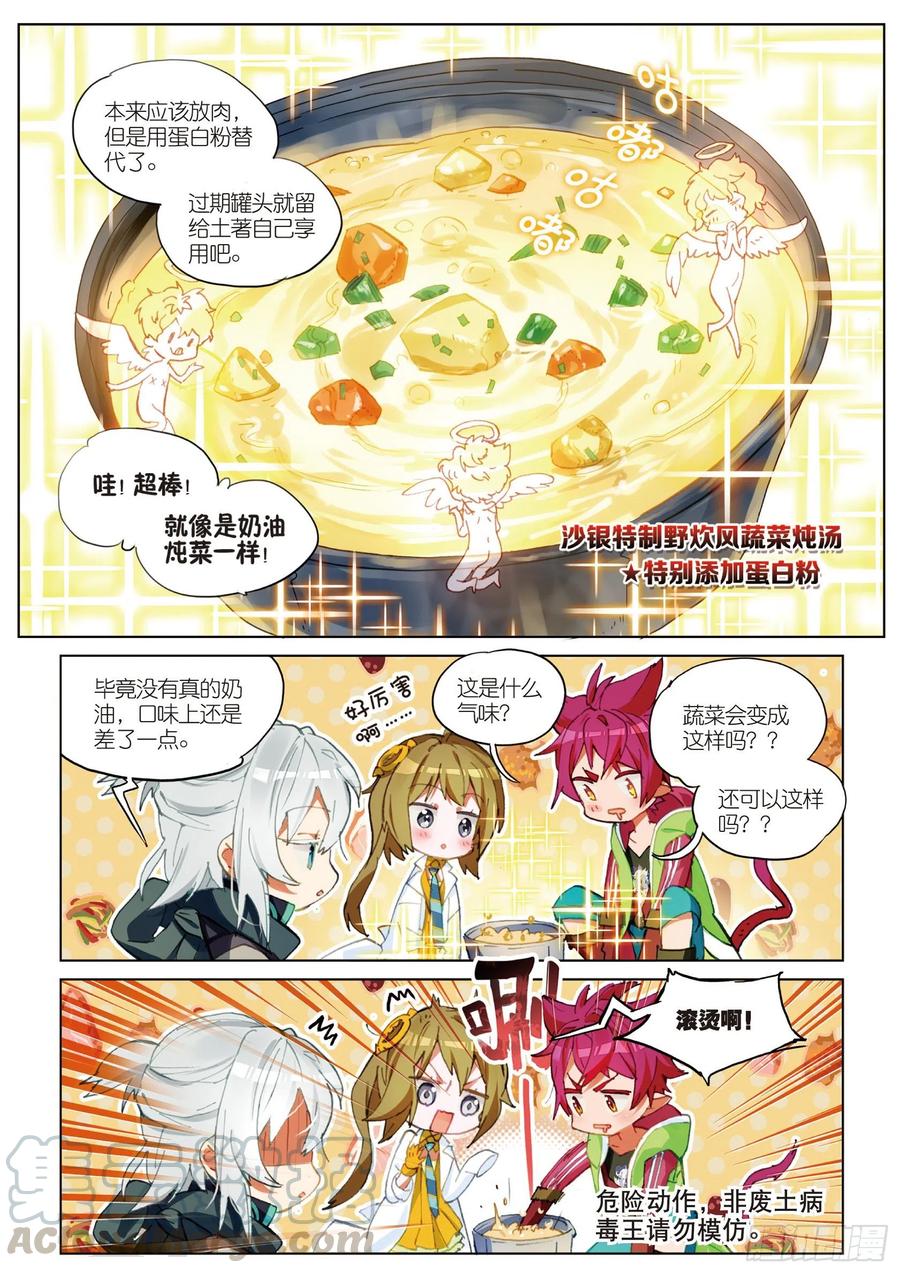 本来应该放肉，
但是用蛋白粉替
代了。
过期罐头就留
给土著自己享
用吧。
咕
嘟
咕
嘟
哇！超棒！
就像是奶油
炖菜一样！
沙银特制野炊风蔬菜炖汤
★特别添加蛋白粉
毕竟没有真的奶
油，口味上还是
差了一点。
好厉害
啊……
这是什么
气味？
蔬菜会变成
这样吗？？
还可以这样
吗？？
唰！
滚烫啊！
危险动作，非废土病
毒王请勿模仿。